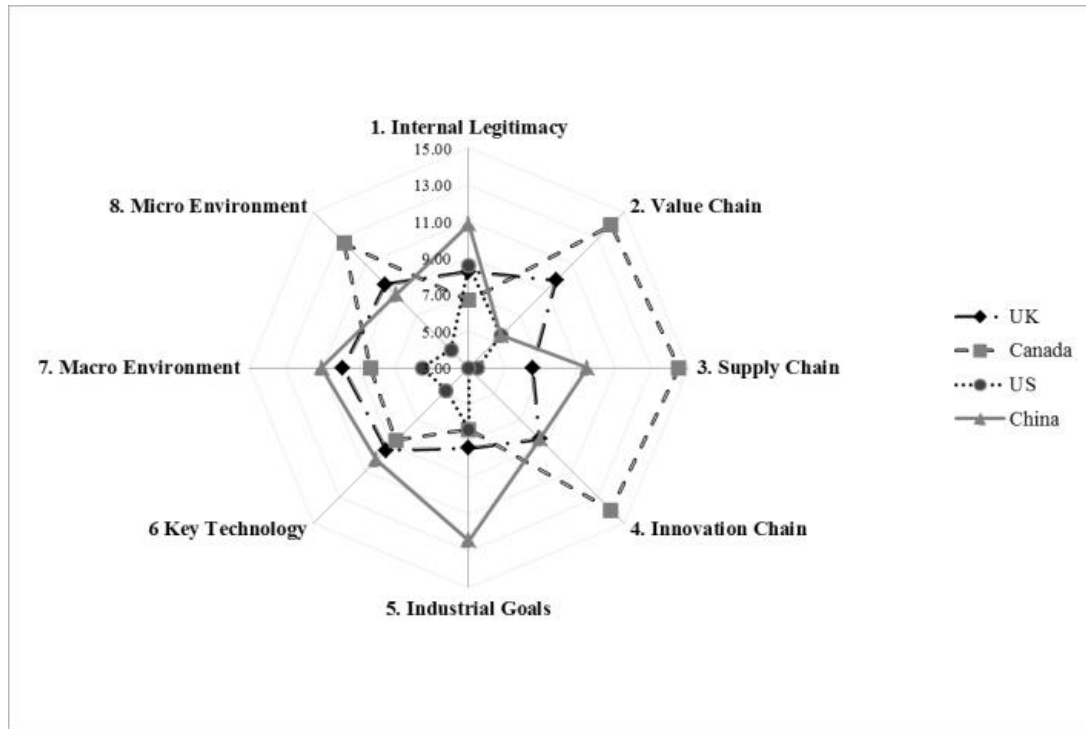 1. Internal Legitimacy
15.00
13.00
11.00
9.00
7.00
5.00
.00
8. Micro Environment
2. Value Chain
7. Macro Environment
3. Supply Chain
6 Key Technology
4. Innovation Chain
5. Industrial Goals
UK
Canada
US
China